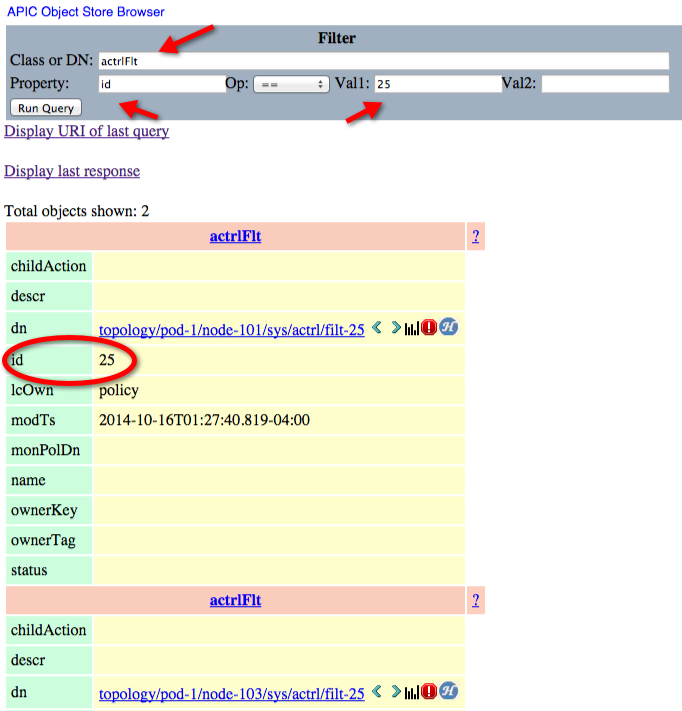 APIC Object Store Browser
Filter
Class or DN: actrlFlt
Property: id Op: == Val1: 25 Val2:
Run Query
Display URI of last query
Display last response
Total objects shown: 2
actrlFlt ?
childAction
descr
dn topology/pod-1/node-101/sys/actrl/filt-25
id 25
lcOwn policy
modTs 2014-10-16T01:27:40.819-04:00
monPolDn
name
ownerKey
ownerTag
status
actrlFlt ?
childAction
descr
dn topology/pod-1/node-103/sys/actrl/filt-25